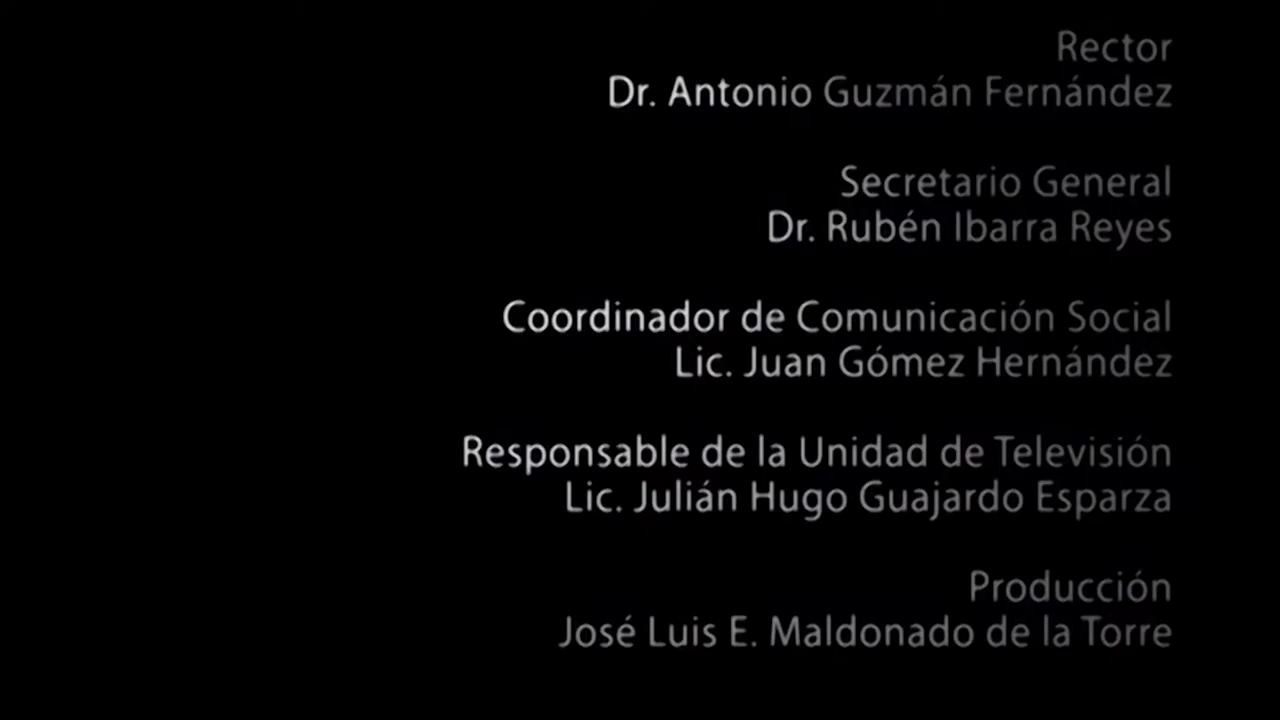 Rector
Dr. Antonio Guzmán Fernández
Secretario General
Dr. Rubén Ibarra Reyes
Coordinador de Comunicación Social
Lic. Juan Gómez Hernández
Responsable de la Unidad de Televisión
Lic. Julián Hugo Guajardo Esparza
Producción
José Luis E. Maldonado de la Torre